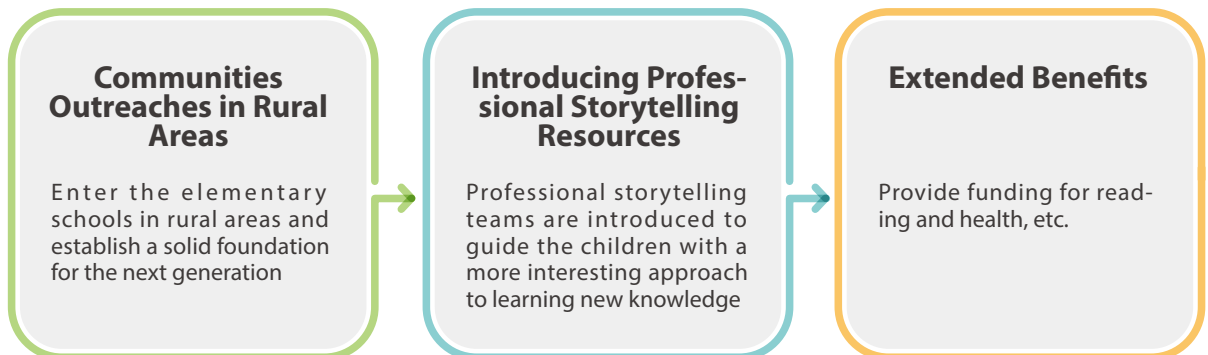 Communities
Outreaches in Rural
Areas
Enter the elementary
schools in rural areas and
establish a solid foundation
for the next generation
Introducing Profes-
sional Storytelling
Resources
Professional storytelling
teams are introduced to
guide the children with a
more interesting approach
to learning new knowledge
Extended Benefits
Provide funding for read-
ing and health, etc.